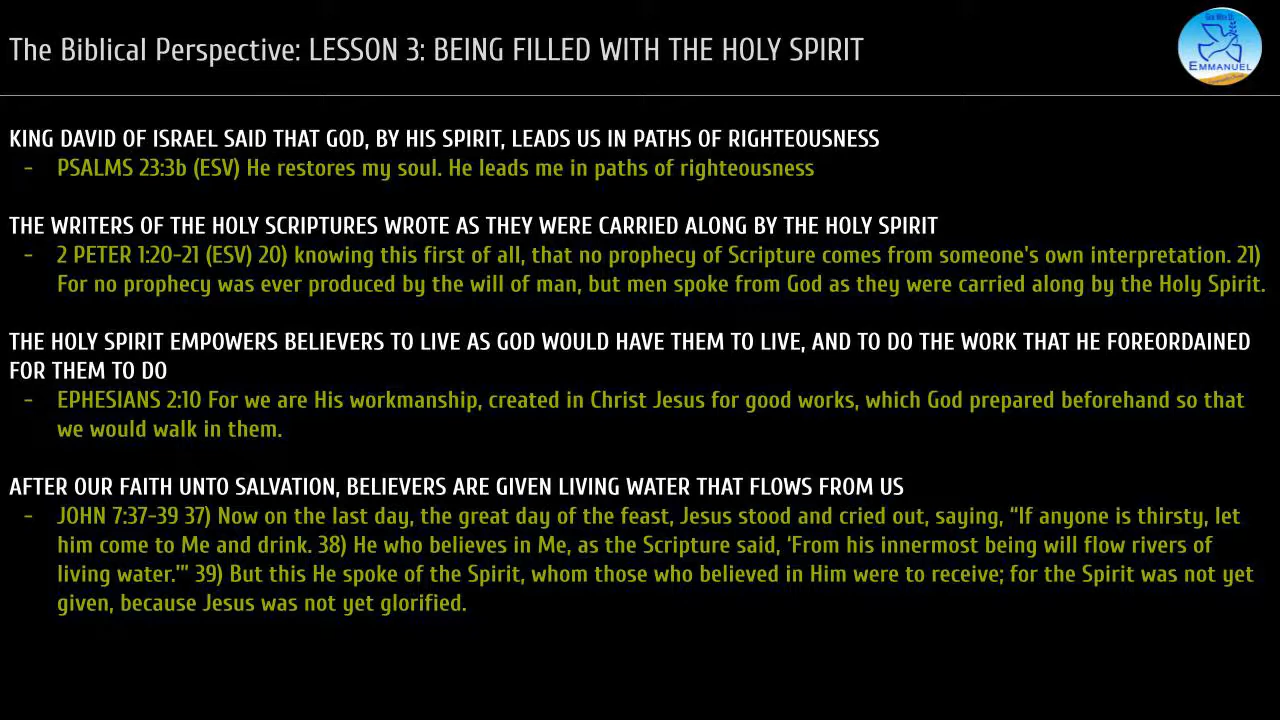 The Biblical Perspective: LESSON 3: BEING FILLED WITH THE HOLY SPIRIT
God With Us
EMMANUEL
KING DAVID OF ISRAEL SAID THAT GOD, BY HIS SPIRIT, LEADS US IN PATHS OF RIGHTEOUSNESS
- PSALMS 23:3b (ESV) He restores my soul. He leads me in paths of righteousness
THE WRITERS OF THE HOLY SCRIPTURES WROTE AS THEY WERE CARRIED ALONG BY THE HOLY SPIRIT
- 2 PETER 1:20-21 (ESV) 20) knowing this first of all, that no prophecy of Scripture comes from someone's own interpretation. 21)
For no prophecy was ever produced by the will of man, but men spoke from God as they were carried along by the Holy Spirit.
THE HOLY SPIRIT EMPOWERS BELIEVERS TO LIVE AS GOD WOULD HAVE THEM TO LIVE, AND TO DO THE WORK THAT HE FOREORDAINED
FOR THEM TO DO
- EPHESIANS 2:10 For we are His workmanship, created in Christ Jesus for good works, which God prepared beforehand so that
we would walk in them.
AFTER OUR FAITH UNTO SALVATION, BELIEVERS ARE GIVEN LIVING WATER THAT FLOWS FROM US
- JOHN 7:37-39 37) Now on the last day, the great day of the feast, Jesus stood and cried out, saying, “If anyone is thirsty, let
him come to Me and drink. 38) He who believes in Me, as the Scripture said, ‘From his innermost being will flow rivers of
living water.’” 39) But this He spoke of the Spirit, whom those who believed in Him were to receive; for the Spirit was not yet
given, because Jesus was not yet glorified.